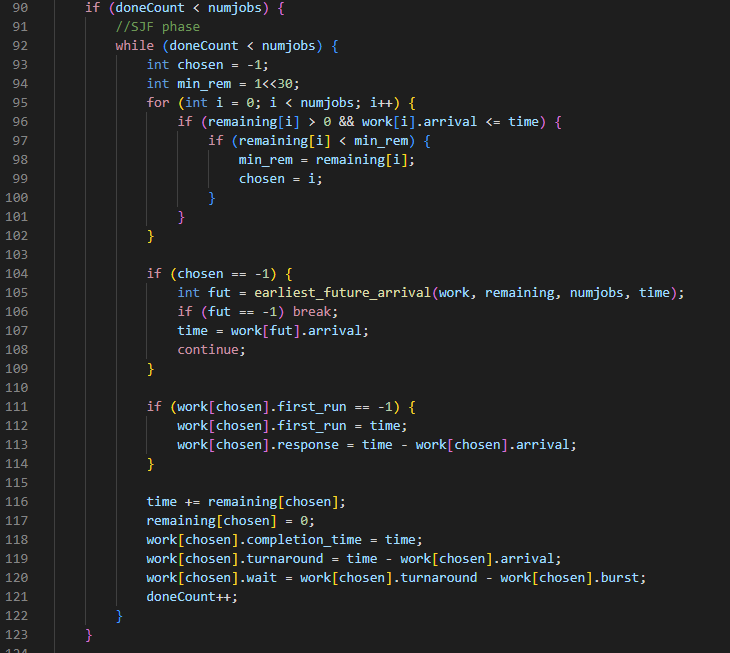 90 if (doneCount < numjobs) {
91 //SJF phase
92 while (doneCount < numjobs) {
93 int chosen = -1;
94 int min_rem = 1<<30;
95 for (int i = 0; i < numjobs; i++) {
96 if (remaining[i] > 0 && work[i].arrival <= time) {
97 if (remaining[i] < min_rem) {
98 min_rem = remaining[i];
99 chosen = i;
100 }
101 }
102 }
103
104 if (chosen == -1) {
105 int fut = earliest_future_arrival(work, remaining, numjobs, time);
106 if (fut == -1) break;
107 time = work[fut].arrival;
108 continue;
109 }
110
111 if (work[chosen].first_run == -1) {
112 work[chosen].first_run = time;
113 work[chosen].response = time - work[chosen].arrival;
114 }
115
116 time += remaining[chosen];
117 remaining[chosen] = 0;
118 work[chosen].completion_time = time;
119 work[chosen].turnaround = time - work[chosen].arrival;
120 work[chosen].wait = work[chosen].turnaround - work[chosen].burst;
121 doneCount++;
122 }
123 }
124